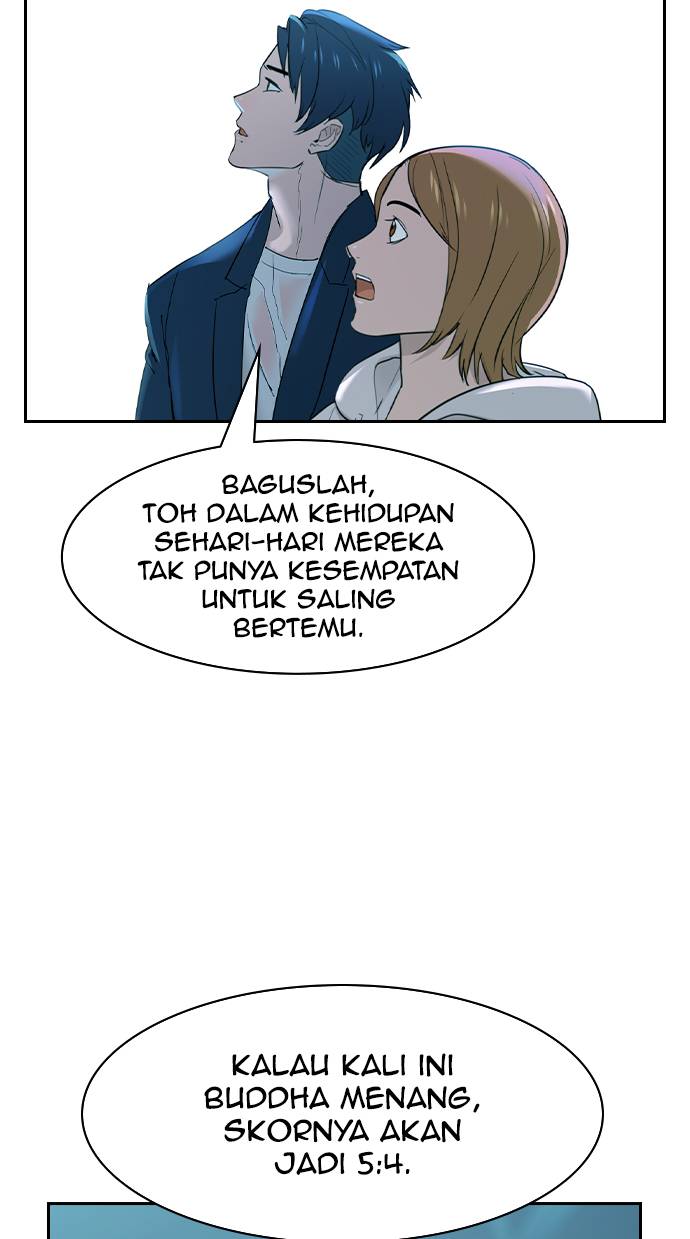 BAGUSLAH,
TOH DALAM KEHIDUPAN
SEHARI-HARI MEREKA
TAK PUNYA KESEMPATAN
UNTUK SALING
BERTEMU.
KALAU KALI INI
BUDDHA MENANG,
SKORNYA AKAN
JADI 5:4.